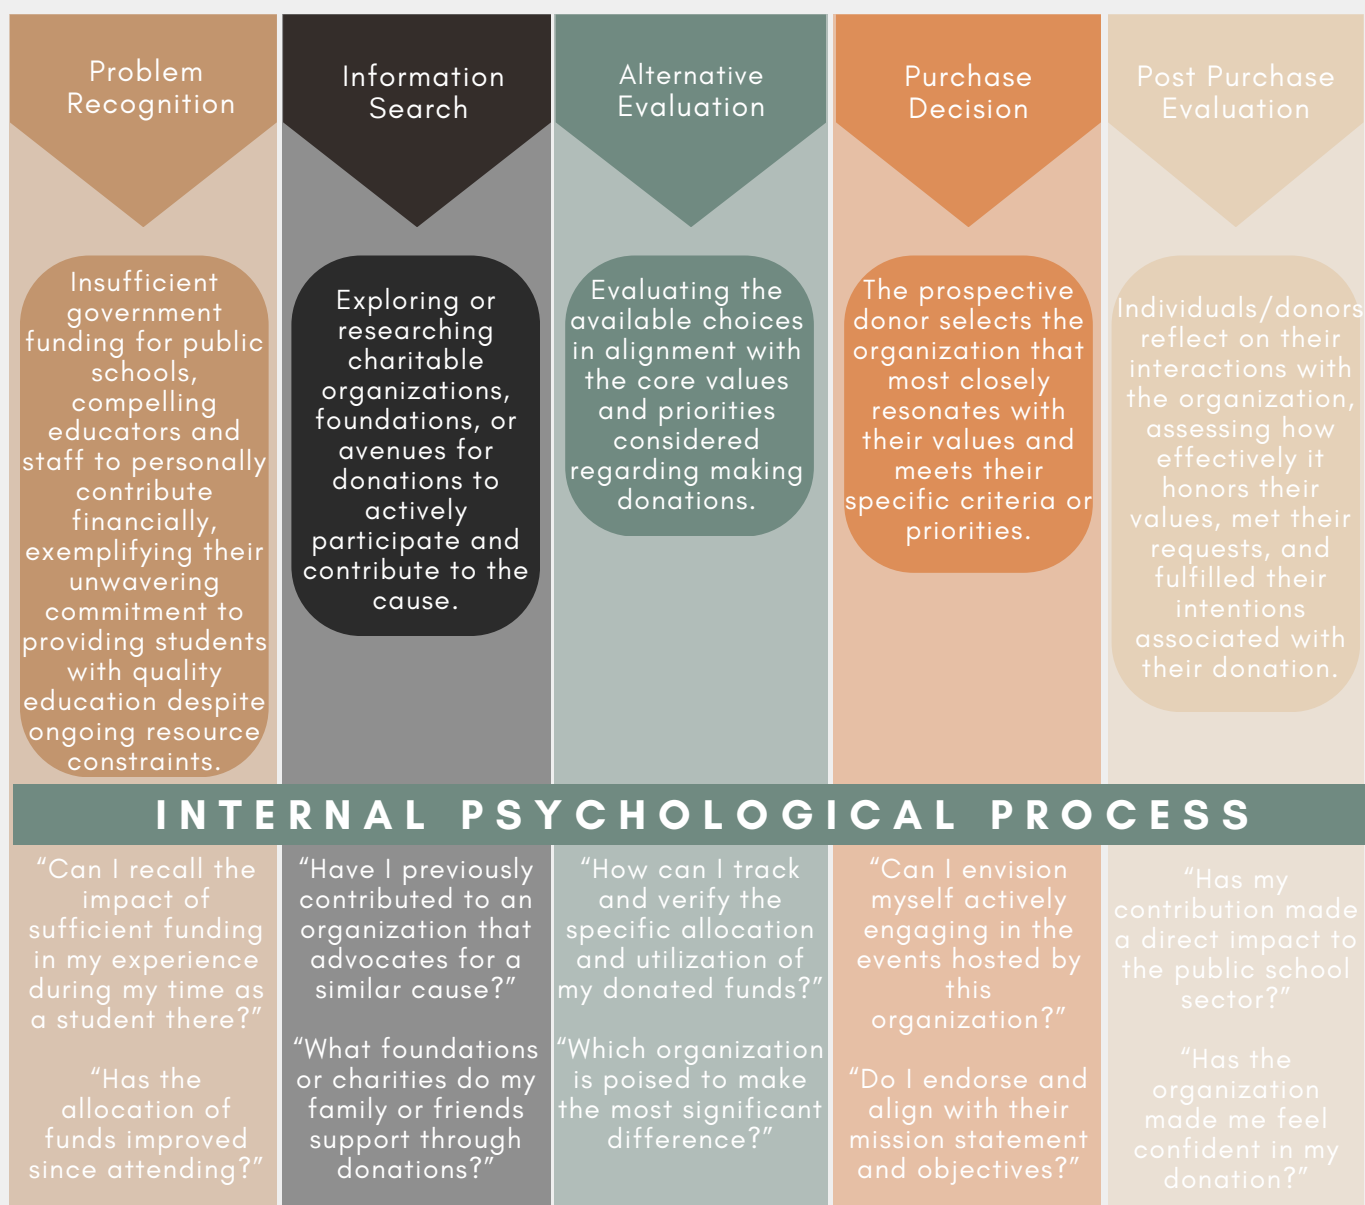 Problem
Recognition
Insufficient
government
funding for public
schools,
compelling
educators and
staff to personally
contribute
financially,
exemplifying their
unwavering
commitment to
providing students
with quality
education despite
ongoing resource
constraints.
Information
Search
Exploring or
researching
charitable
organizations,
foundations, or
avenues for
donations to
actively
participate and
contribute to the
cause.
Alternative
Evaluation
Evaluating the
available choices
in alignment with
the core values
and priorities
considered
regarding making
donations.
Purchase
Decision
The prospective
donor selects the
organization that
most closely
resonates with
their values and
meets their
specific criteria or
priorities.
Post Purchase
Evaluation
Individuals/donors
reflect on their
interactions with
the organization,
assessing how
effectively it
honors their
values, met their
requests, and
fulfilled their
intentions
associated with
their donation.
INTERNAL PSYCHOLOGICAL PROCESS
“Can I recall the
impact of
sufficient funding
in my experience
during my time as
a student there?”
“Has the
allocation of
funds improved
since attending?”
“Have I previously
contributed to an
organization that
advocates for a
similar cause?”
“What foundations
or charities do my
family or friends
support through
donations?”
“How can I track
and verify the
specific allocation
and utilization of
my donated funds?”
“Which organization
is poised to make
the most significant
difference?”
“Can I envision
myself actively
engaging in the
events hosted by
this
organization?”
“Do I endorse and
align with their
mission statement
and objectives?”
“Has my
contribution made
a direct impact to
the public school
sector?”
“Has the
organization
made me feel
confident in my
donation?”